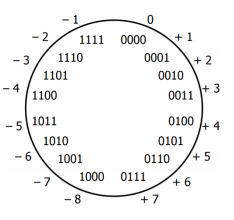 - 1 0
- 2 1111 0000 + 1
- 3 1110 0001 + 2
1101 0010
- 4 1100 0011 + 3
- 5 1011 0100 + 4
1010 0101
- 6 1001 0110 + 5
- 7 1000 0111 + 6
- 8 + 7